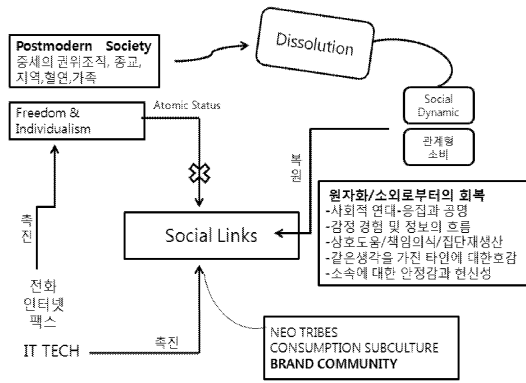 Postmodern Society
중세의 권위조직, 종교,
지역,혈연,가족
Dissolution
Social
Dynamic
관계형
소비
Freedom &
Individualism
Atomic Status
복원
원자화/소외로부터의 회복
-사회적 연대-응집과 공명
-감정 경험 및 정보의 흐름
-상호도움/책임의식/집단재생산
-같은생각을 가진 타인에 대한호감
-소속에 대한 안정감과 헌신성
Social Links
촉진
전화
인터넷
팩스
IT TECH
촉진
NEO TRIBES
CONSUMPTION SUBCULTURE
BRAND COMMUNITY